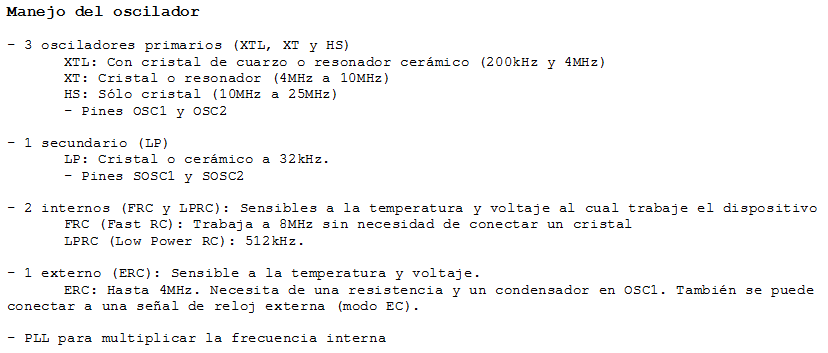 Manejo del oscilador
- 3 osciladores primarios (XTL, XT y HS)
XTL: Con cristal de cuarzo o resonador cerámico (200kHz y 4MHz)
XT: Cristal o resonador (4MHz a 10MHz)
HS: Sólo cristal (10MHz a 25MHz)
- Pines OSC1 y OSC2
- 1 secundario (LP)
LP: Cristal o cerámico a 32kHz.
- Pines SOSC1 y SOSC2
- 2 internos (FRC y LPRC): Sensibles a la temperatura y voltaje al cual trabaje el dispositivo
FRC (Fast RC): Trabaja a 8MHz sin necesidad de conectar un cristal
LPRC (Low Power RC): 512kHz.
- 1 externo (ERC): Sensible a la temperatura y voltaje.
ERC: Hasta 4MHz. Necesita de una resistencia y un condensador en OSC1. También se puede
conectar a una señal de reloj externa (modo EC).
- PLL para multiplicar la frecuencia interna